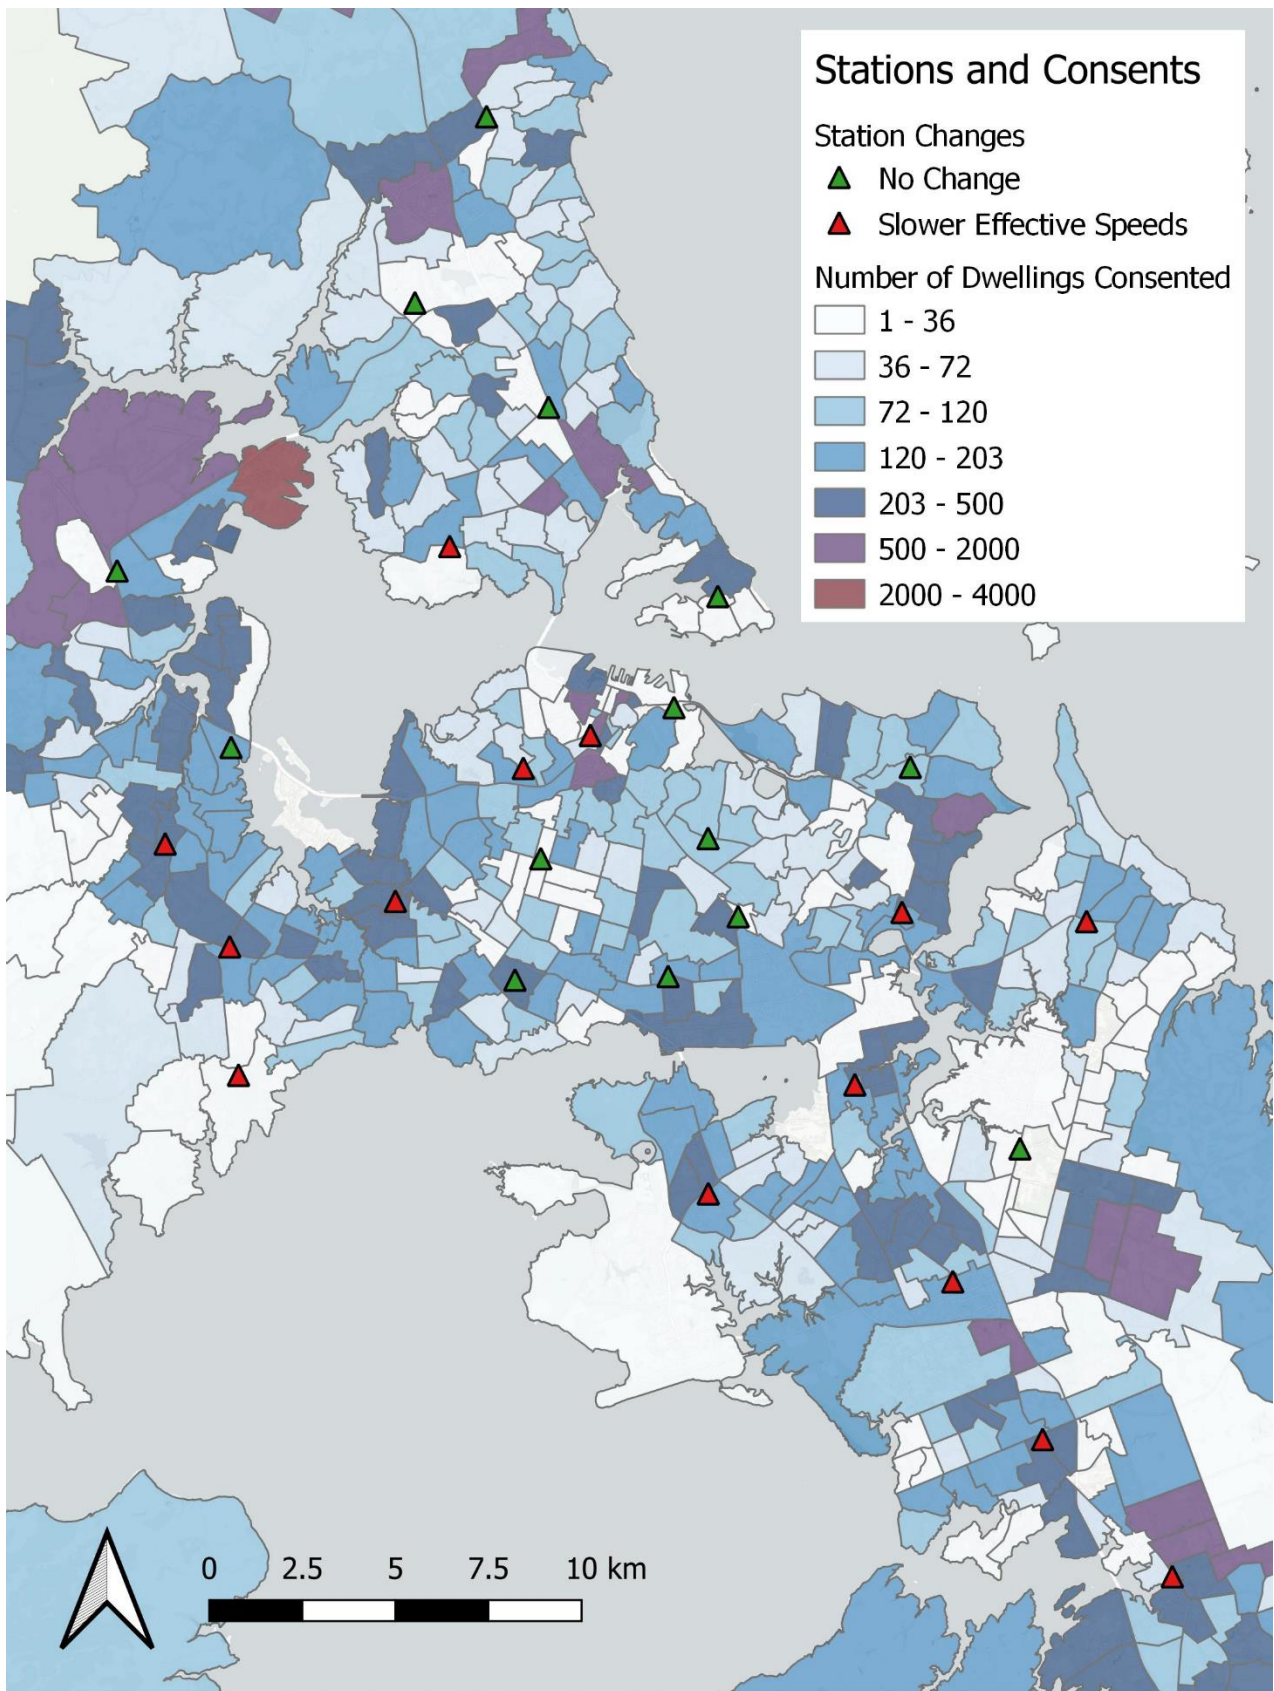 Stations and Consents
Station Changes
No Change
Slower Effective Speeds
Number of Dwellings Consented
1 - 36
36 - 72
72 - 120
120 - 203
203 - 500
500 - 2000
2000 - 4000
0 2.5 5 7.5 10 km